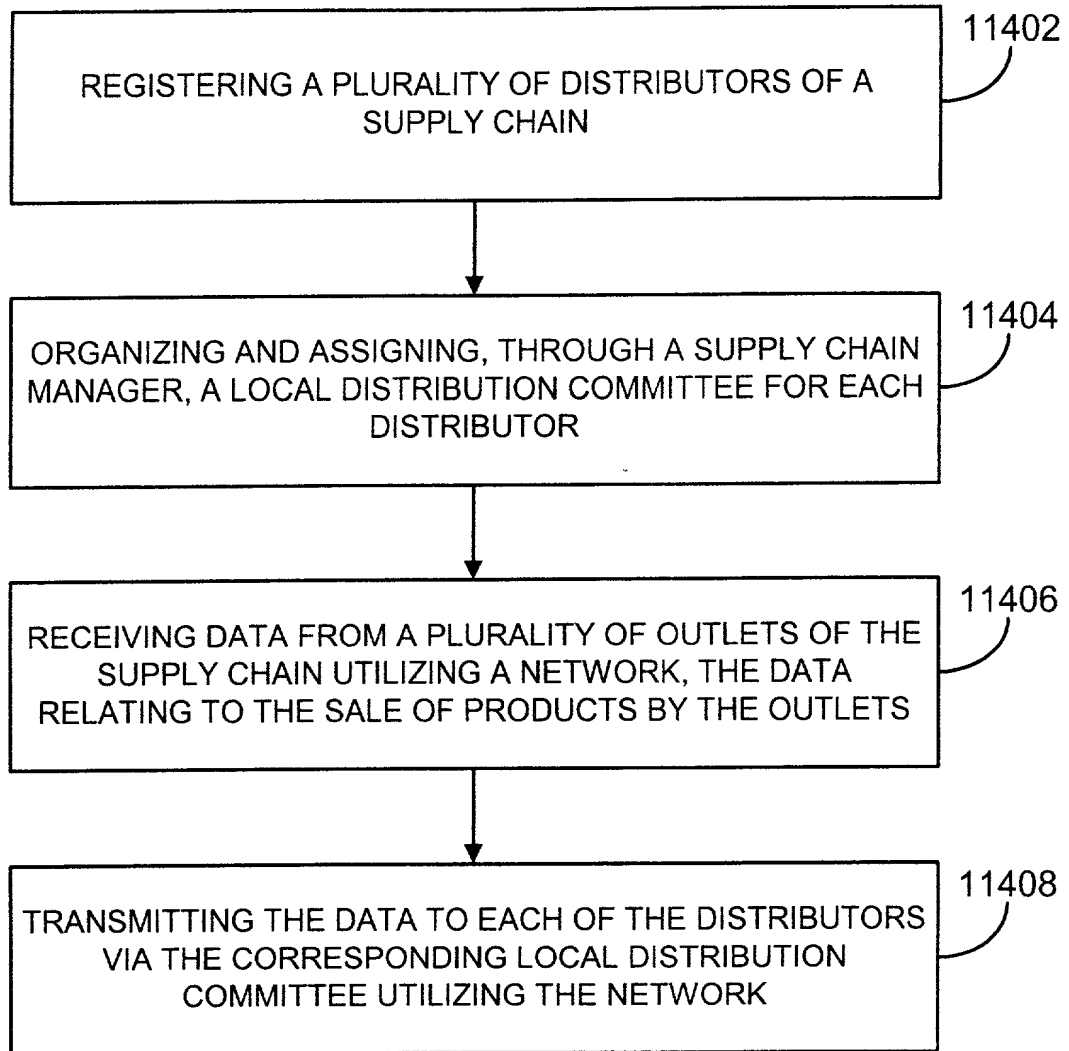 11402
REGISTERING A PLURALITY OF DISTRIBUTORS OF A
SUPPLY CHAIN
11404
ORGANIZING AND ASSIGNING, THROUGH A SUPPLY CHAIN
MANAGER, A LOCAL DISTRIBUTION COMMITTEE FOR EACH
DISTRIBUTOR
11406
RECEIVING DATA FROM A PLURALITY OF OUTLETS OF THE
SUPPLY CHAIN UTILIZING A NETWORK, THE DATA
RELATING TO THE SALE OF PRODUCTS BY THE OUTLETS
11408
TRANSMITTING THE DATA TO EACH OF THE DISTRIBUTORS
VIA THE CORRESPONDING LOCAL DISTRIBUTION
COMMITTEE UTILIZING THE NETWORK